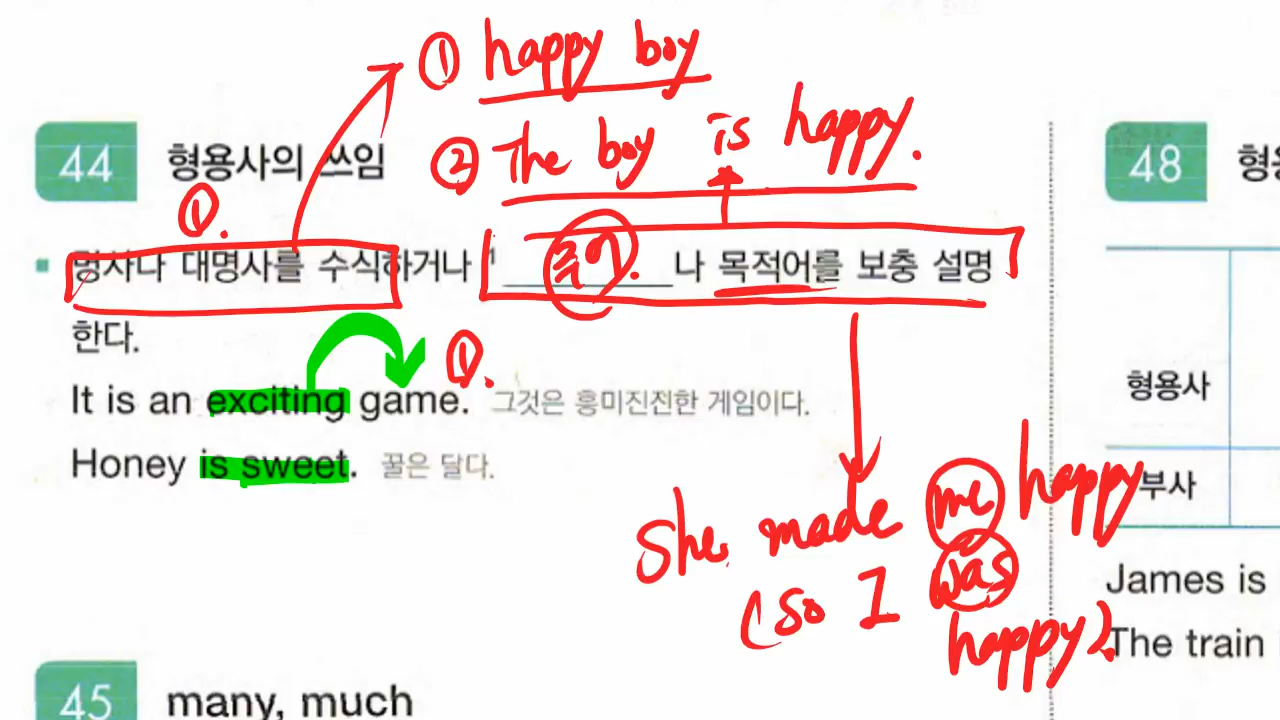 ① happy boy
② The boy is happy.
44 형용사의 쓰임
①.
명사나 대명사를 수식하거나 1 주어. 나 목적어를 보충 설명
한다.
①.
It is an exciting game. 그것은 흥미진진한 게임이다.
Honey is sweet. 꿀은 달다.
She made me happy
(so I was
happy).
45 many, much
48 형용
형용사
부사
James is
The train